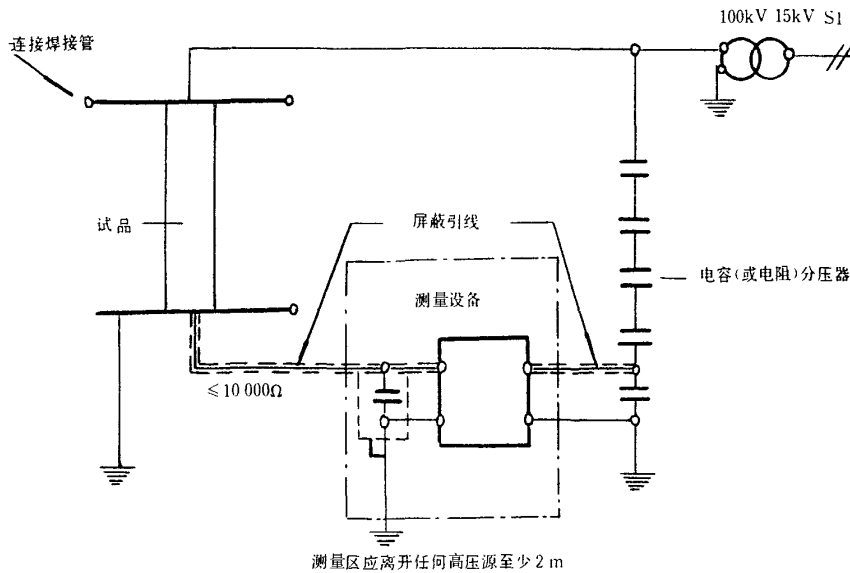 100kV 15kV S1
连接焊接管
试品
屏蔽引线
电容(或电阻)分压器
测量设备
≤10 000Ω
测量区应离开任何高压源至少2 m